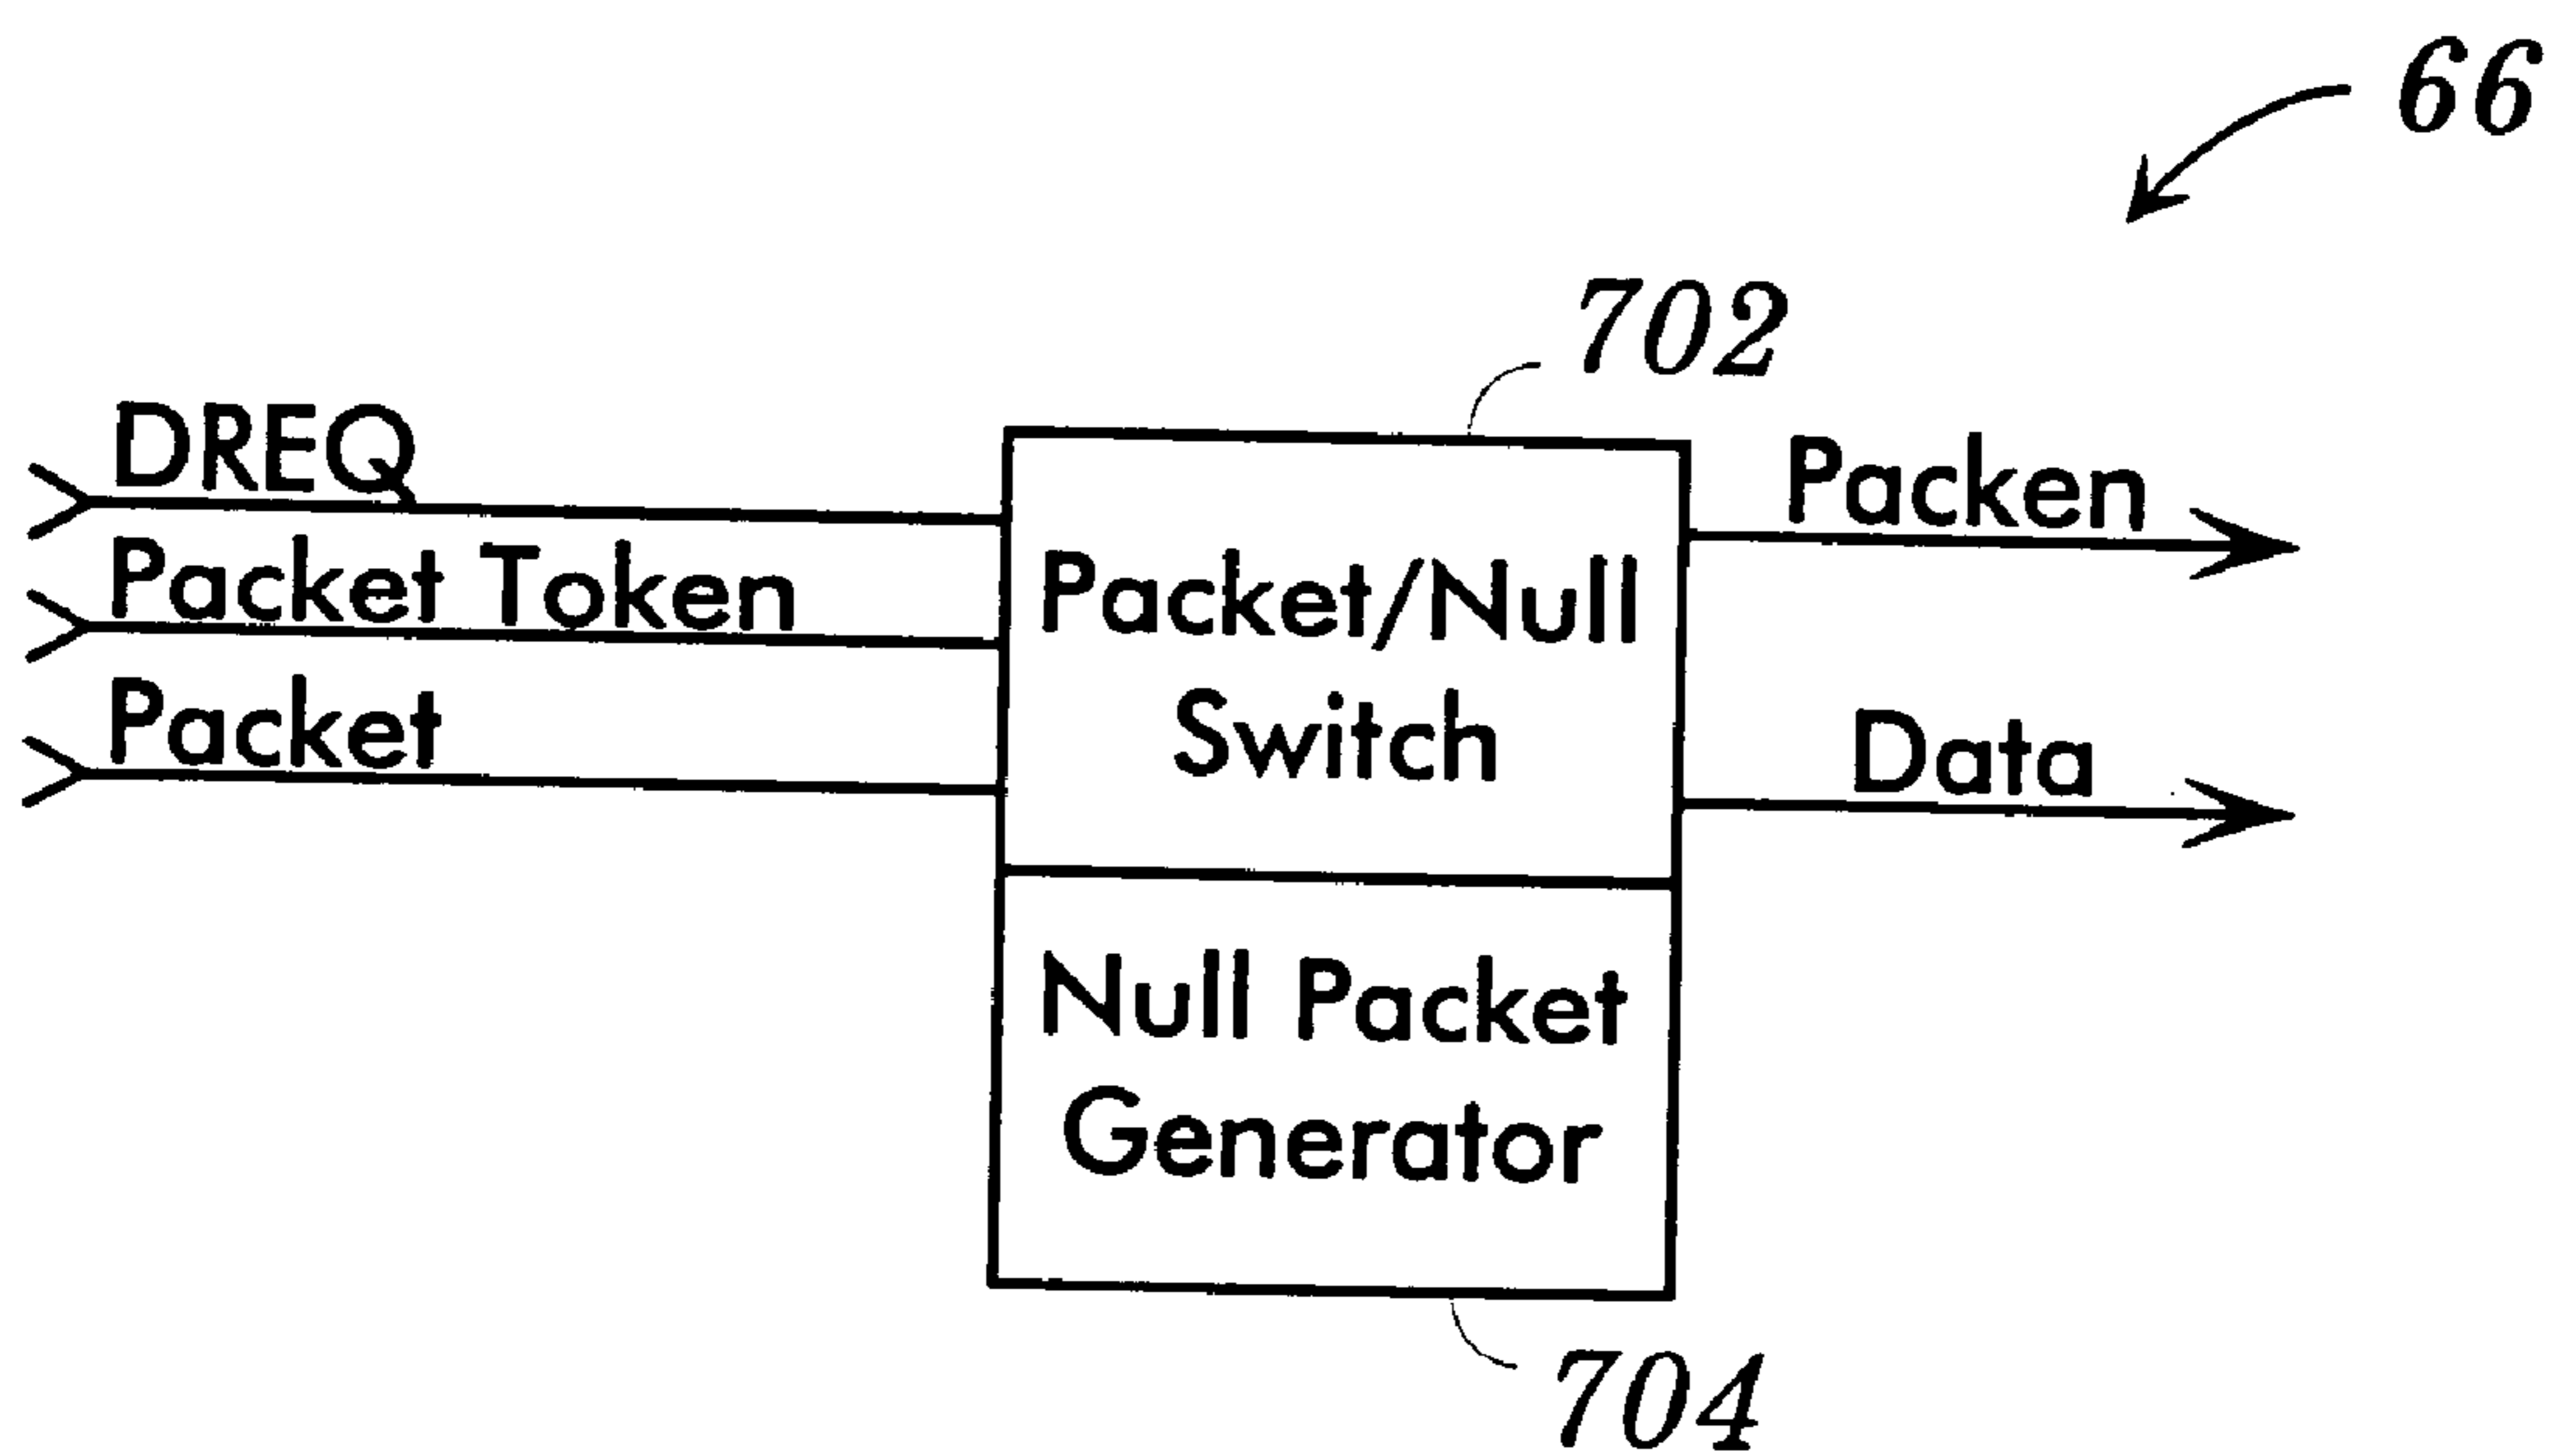 66
702
DREQ
Packet Token
Packet
Packet/Null
Switch
Packen
Data
Null Packet
Generator
704